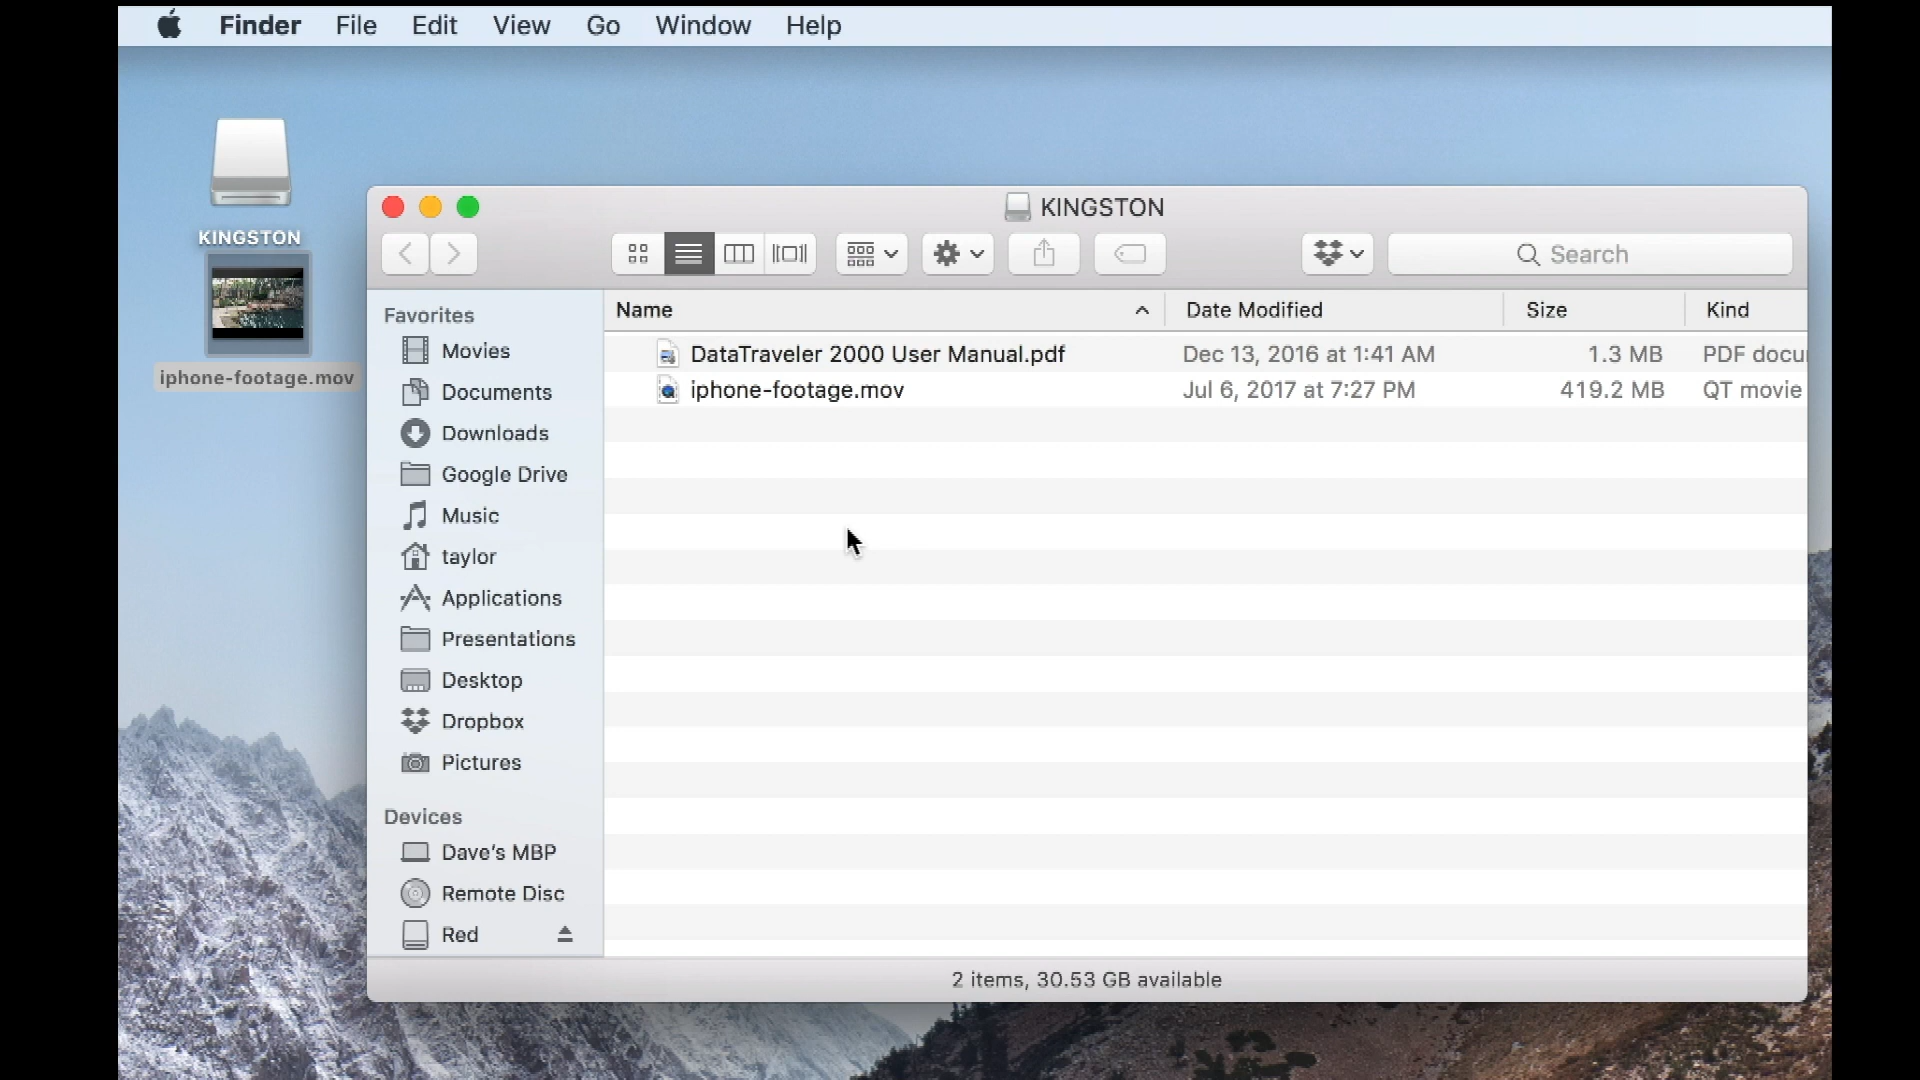 Finder File Edit View Go Window Help
KINGSTON
iphone-footage.mov
KINGSTON
Search
Favorites
Movies
Documents
Downloads
Google Drive
Music
taylor
Applications
Presentations
Desktop
Dropbox
Pictures
Devices
Dave's MBP
Remote Disc
Red
Name Date Modified Size Kind
DataTraveler 2000 User Manual.pdf Dec 13, 2016 at 1:41 AM 1.3 MB PDF docu
iphone-footage.mov Jul 6, 2017 at 7:27 PM 419.2 MB QT movie
2 items, 30.53 GB available